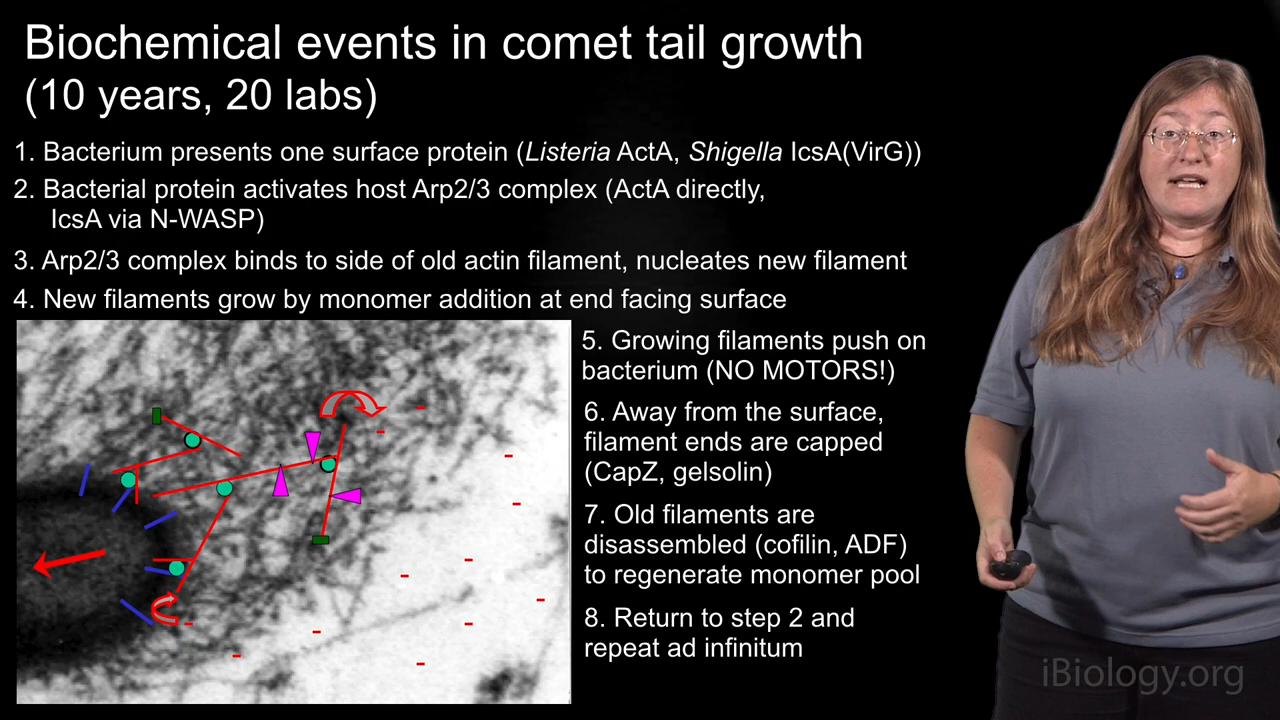 Biochemical events in comet tail growth
(10 years, 20 labs)
1. Bacterium presents one surface protein (Listeria ActA, Shigella IcsA(VirG))
2. Bacterial protein activates host Arp2/3 complex (ActA directly,
IcsA via N-WASP)
3. Arp2/3 complex binds to side of old actin filament, nucleates new filament
4. New filaments grow by monomer addition at end facing surface
5. Growing filaments push on
bacterium (NO MOTORS!)
6. Away from the surface,
filament ends are capped
(CapZ, gelsolin)
7. Old filaments are
disassembled (cofilin, ADF)
to regenerate monomer pool
8. Return to step 2 and
repeat ad infinitum
iBiology.org